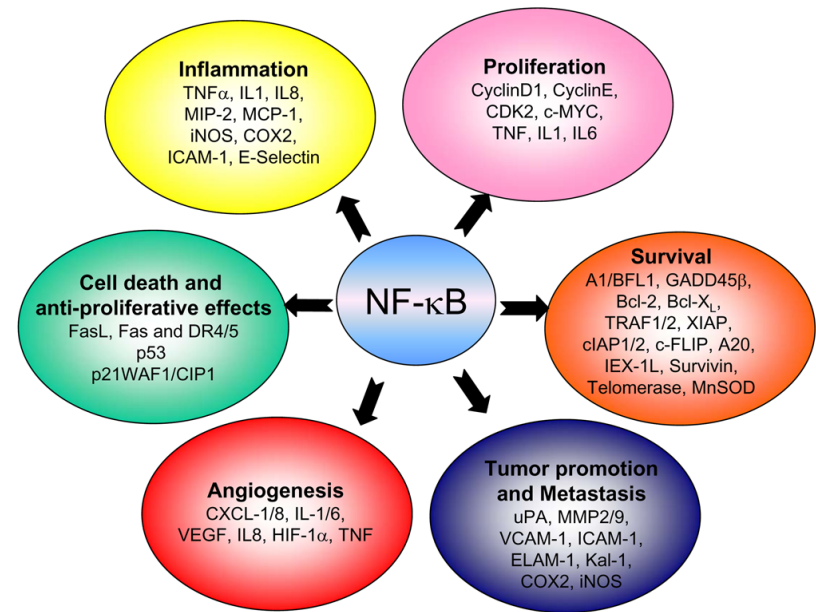 Inflammation
TNFα, IL1, IL8,
MIP-2, MCP-1,
iNOS, COX2,
ICAM-1, E-Selectin
Proliferation
CyclinD1, CyclinE,
CDK2, c-MYC,
TNF, IL1, IL6
Cell death and
anti-proliferative effects
FasL, Fas and DR4/5
p53
p21WAF1/CIP1
NF-κB
Survival
A1/BFL1, GADD45β,
Bcl-2, Bcl-XL,
TRAF1/2, XIAP,
cIAP1/2, c-FLIP, A20,
IEX-1L, Survivin,
Telomerase, MnSOD
Angiogenesis
CXCL-1/8, IL-1/6,
VEGF, IL8, HIF-1α, TNF
Tumor promotion
and Metastasis
uPA, MMP2/9,
VCAM-1, ICAM-1,
ELAM-1, Kal-1,
COX2, iNOS